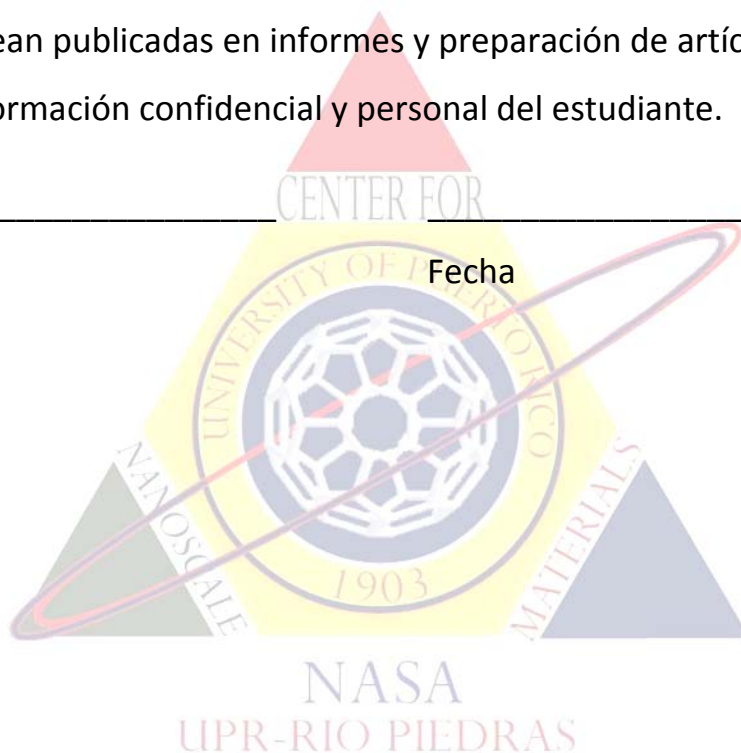 ean publicadas en informes y preparación de artíc
ormación confidencial y personal del estudiante.
CENTER FOR
Fecha
UNIVERSITY OF PUERTO RICO
NANOSCALE
MATERIALS
1903
NASA
UPR-RIO PIEDRAS